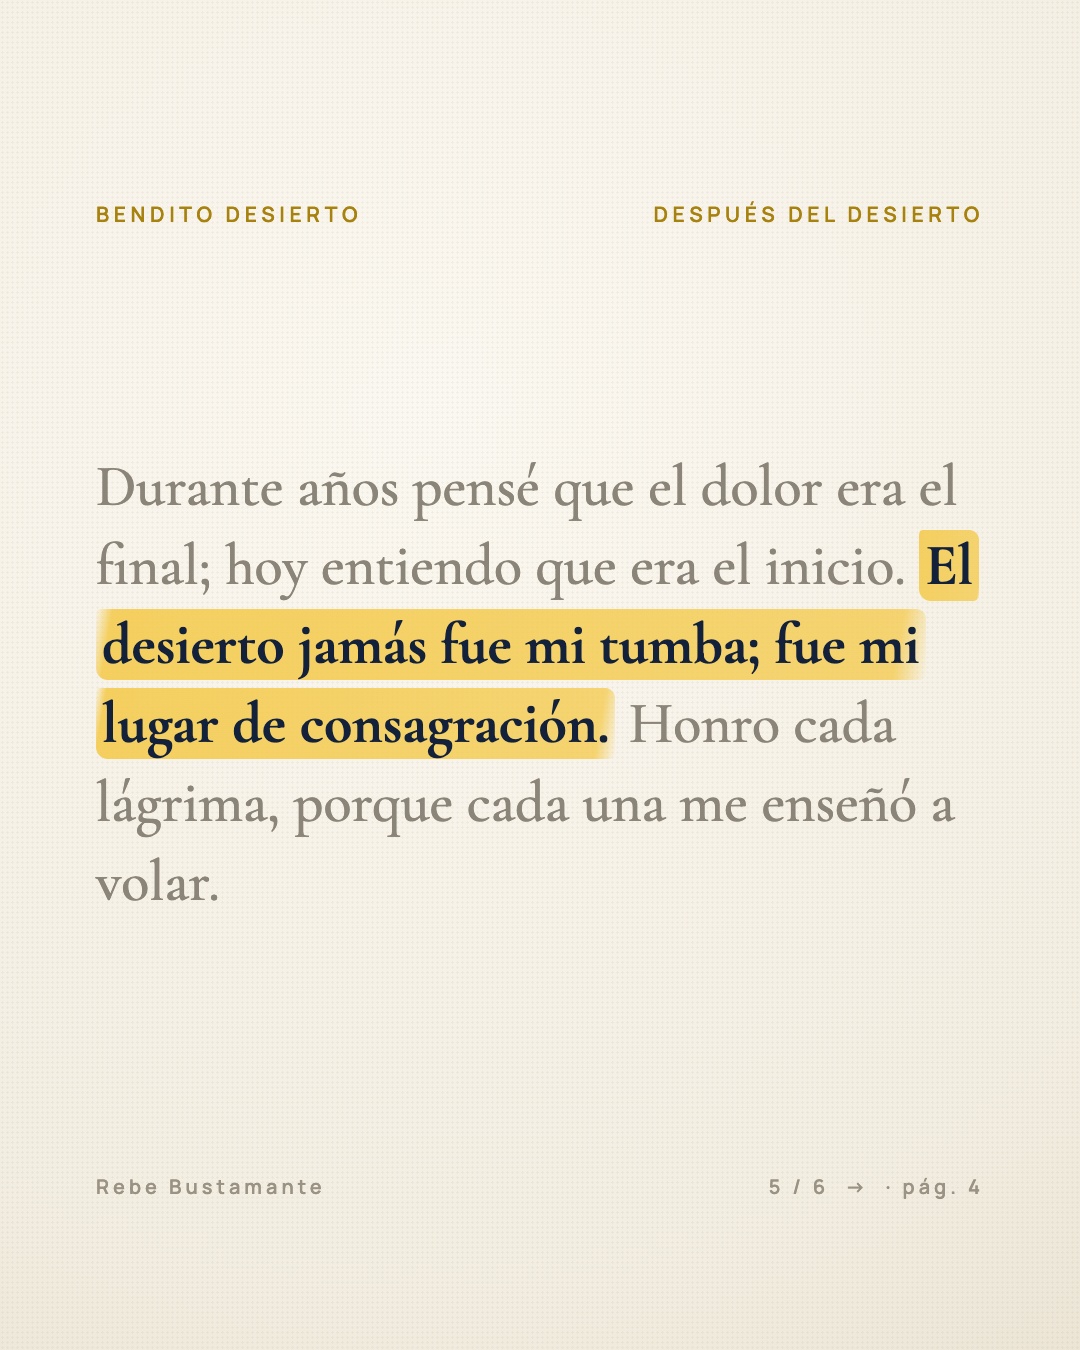 BENDITO DESIERTO
DESPUÉS DEL DESIERTO
Durante años pensé que el dolor era el
final; hoy entiendo que era el inicio. El
desierto jamás fue mi tumba; fue mi
lugar de consagración. Honro cada
lágrima, porque cada una me enseñó a
volar.
Rebe Bustamante
5 / 6 → · pág. 4